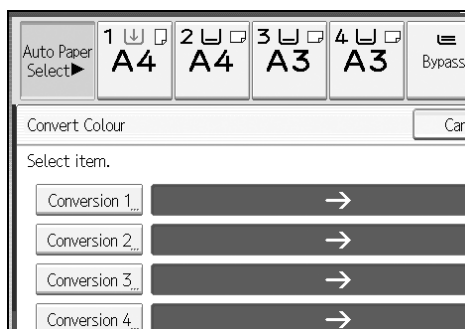 Auto Paper Select▶
1 A4
2 A4
3 A3
4 A3
Bypass
Convert Colour
Can
Select item.
Conversion 1... →
Conversion 2... →
Conversion 3... →
Conversion 4... →